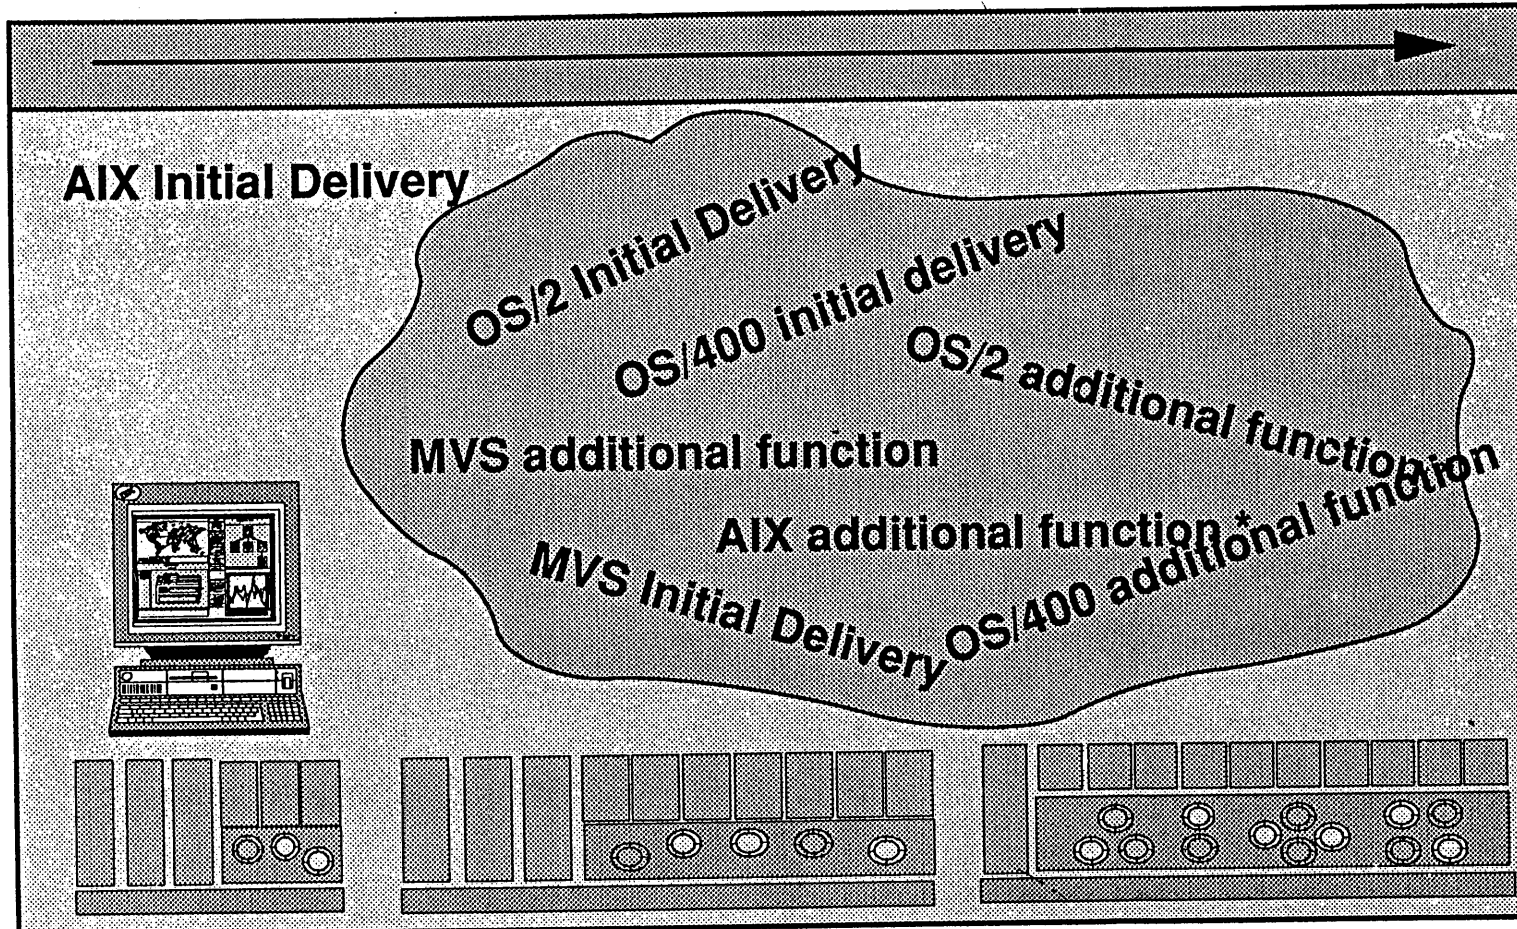 AIX Initial Delivery
OS/2 Initial Delivery
OS/400 initial delivery
OS/2 additional function
MVS additional function
AIX additional function *
OS/400 additional function
MVS Initial Delivery